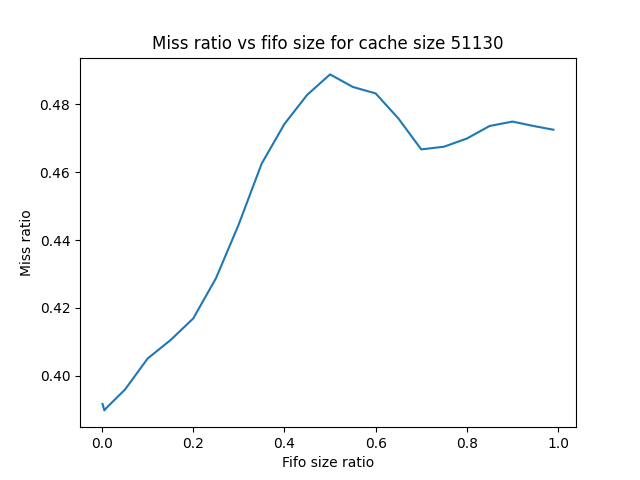 Miss ratio vs fifo size for cache size 51130
0.48
0.46
0.44
0.42
0.40
Miss ratio
0.0 0.2 0.4 0.6 0.8 1.0
Fifo size ratio